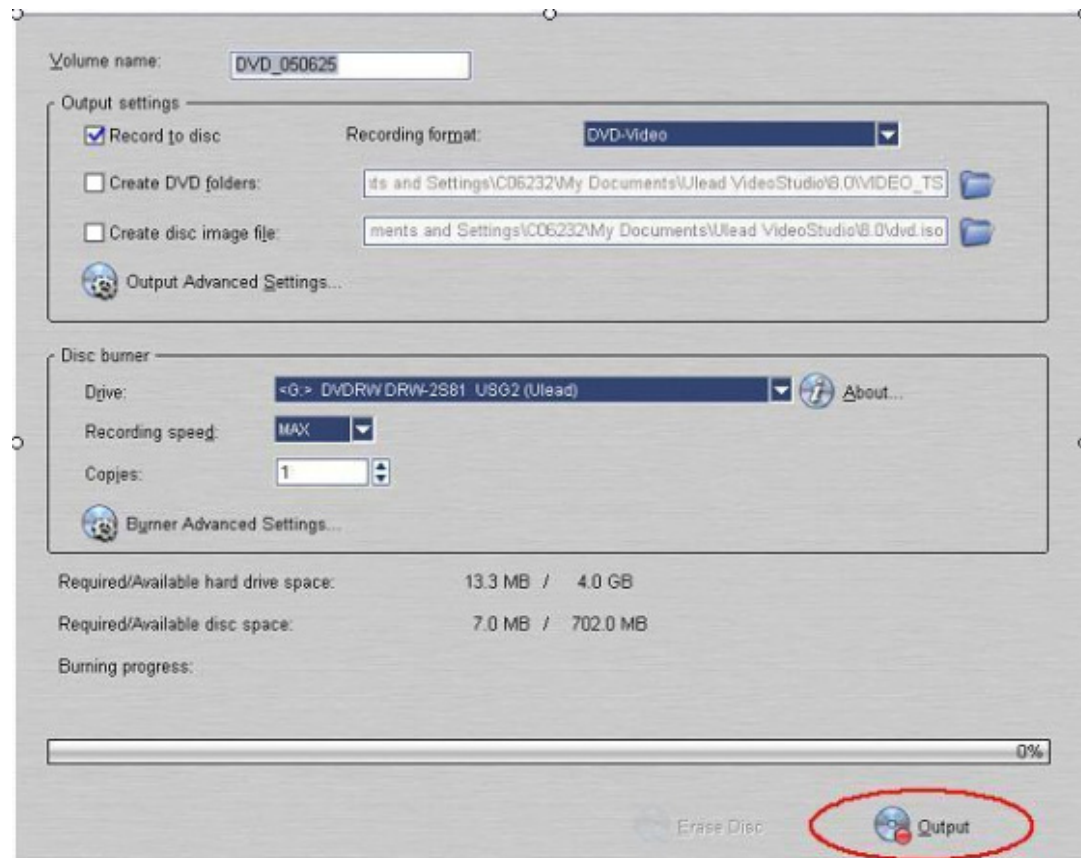 Volume name: DVD_050625
Output settings
Record to disc Recording format: DVD-Video
Create DVD folders: ts and Settings\C06232\My Documents\Ulead VideoStudio\8.0\VIDEO_TS
Create disc image file: ments and Settings\C06232\My Documents\Ulead VideoStudio\8.0\dvd.iso
Output Advanced Settings...
Disc burner
Drive: <G:> DVDRW DRW-2S81 USG2 (Ulead) About...
Recording speed: MAX
Copies: 1
Burner Advanced Settings...
Required/Available hard drive space: 13.3 MB / 4.0 GB
Required/Available disc space: 7.0 MB / 702.0 MB
Burning progress:
0%
Erase Disc Output